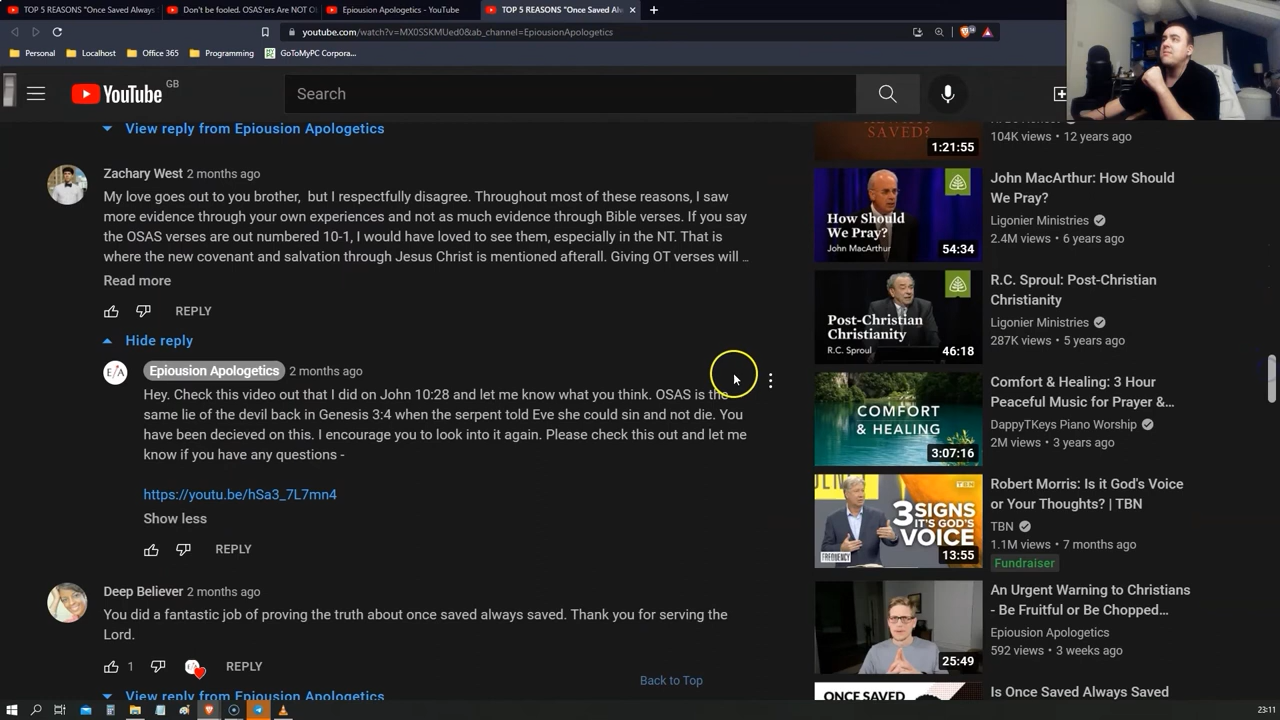 TOP 5 REASONS "Once Saved Always
Don't be fooled. OSAS'ers Are NOT O
Epiousion Apologetics - YouTube
TOP 5 REASONS "Once Saved Al
youtube.com/watch?v=MX0SSKMUed0&ab_channel=EpiousionApologetics
Personal
Localhost
Office 365
Programming
GoToMyPC Corpora...
YouTube
GB
Search
View reply from Epiousion Apologetics
Zachary West 2 months ago
My love goes out to you brother, but I respectfully disagree. Throughout most of these reasons, I saw
more evidence through your own experiences and not as much evidence through Bible verses. If you say
the OSAS verses are out numbered 10-1, I would have loved to see them, especially in the NT. That is
where the new covenant and salvation through Jesus Christ is mentioned afterall. Giving OT verses will ...
Read more
REPLY
Hide reply
E/A
Epiousion Apologetics 2 months ago
Hey. Check this video out that I did on John 10:28 and let me know what you think. OSAS is the
same lie of the devil back in Genesis 3:4 when the serpent told Eve she could sin and not die. You
have been decieved on this. I encourage you to look into it again. Please check this out and let me
know if you have any questions -
https://youtu.be/hSa3_7L7mn4
Show less
REPLY
Deep Believer 2 months ago
You did a fantastic job of proving the truth about once saved always saved. Thank you for serving the
Lord.
1
REPLY
View reply from Epiousion Apologetics
Back to Top
SAVED?
1:21:55
104K views • 12 years ago
How Should
We Pray?
John MacArthur
54:34
John MacArthur: How Should
We Pray?
Ligonier Ministries
2.4M views • 6 years ago
Post-Christian
Christianity
R.C. Sproul
46:18
R.C. Sproul: Post-Christian
Christianity
Ligonier Ministries
287K views • 5 years ago
COMFORT
& HEALING
3:07:16
Comfort & Healing: 3 Hour
Peaceful Music for Prayer &...
DappyTKeys Piano Worship
2M views • 3 years ago
TBN
3 SIGNS
IT'S GOD'S
VOICE
FREQUENCY
13:55
Robert Morris: Is it God's Voice
or Your Thoughts? | TBN
TBN
1.1M views • 7 months ago
Fundraiser
25:49
An Urgent Warning to Christians
- Be Fruitful or Be Chopped...
Epiousion Apologetics
592 views • 3 weeks ago
ONCE SAVED
Is Once Saved Always Saved
23:11